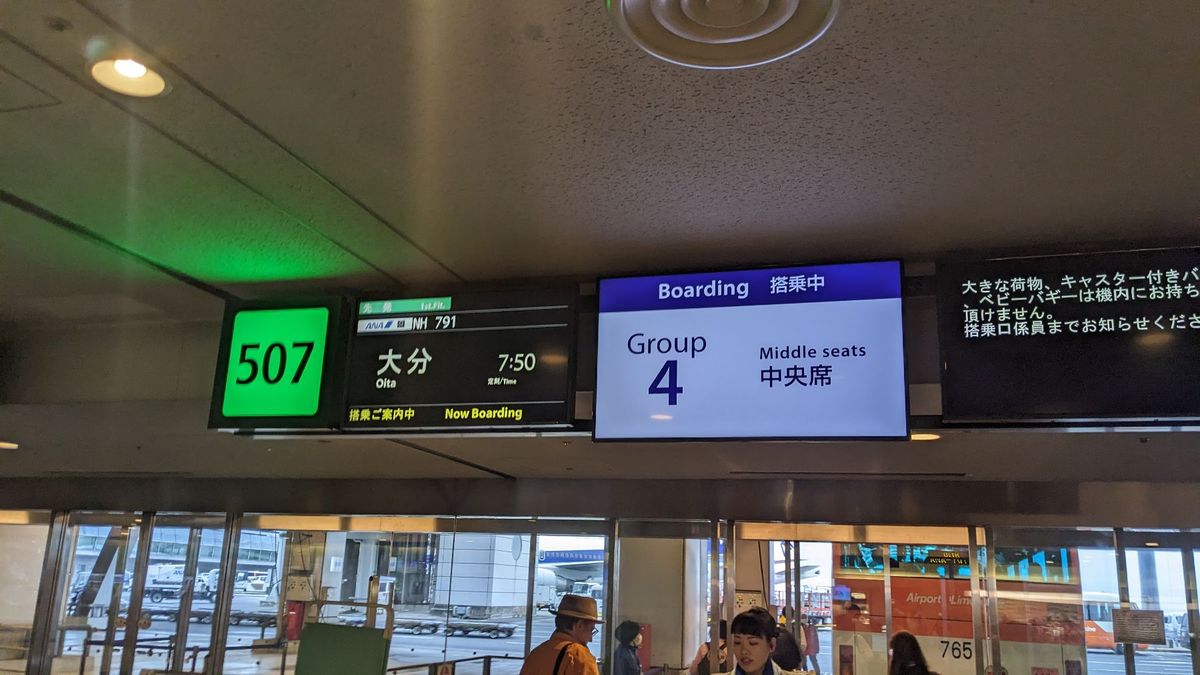 507
先発 1st.Flt.
ANA NH 791
大分 7:50
Oita 定刻/Time
搭乗ご案内中 Now Boarding
Boarding 搭乗中
Group
4
Middle seats
中央席
大きな荷物、キャスター付きバ
、ベビーバギーは機内にお持ち
頂けません。
搭乗口係員までお知らせくださ
Airport Limo
765